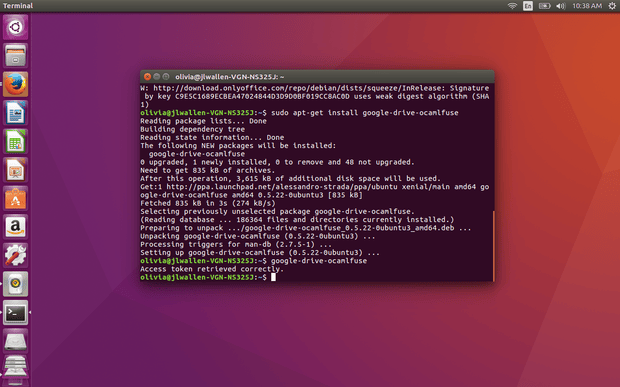 Terminal
En
10:38 AM
olivia@jlwallen-VGN-NS325J: ~
W: http://download.onlyoffice.com/repo/debian/dists/squeeze/InRelease: Signature
by key C9E5C1689ECBEA47024844D3D9D0BF019CC8AC0D uses weak digest algorithm (SHA
1)
olivia@jlwallen-VGN-NS325J:~$ sudo apt-get install google-drive-ocamlfuse
Reading package lists... Done
Building dependency tree
Reading state information... Done
The following NEW packages will be installed:
google-drive-ocamlfuse
0 upgraded, 1 newly installed, 0 to remove and 48 not upgraded.
Need to get 835 kB of archives.
After this operation, 3,615 kB of additional disk space will be used.
Get:1 http://ppa.launchpad.net/alessandro-strada/ppa/ubuntu xenial/main amd64 go
ogle-drive-ocamlfuse amd64 0.5.22-0ubuntu3 [835 kB]
Fetched 835 kB in 3s (274 kB/s)
Selecting previously unselected package google-drive-ocamlfuse.
(Reading database ... 186364 files and directories currently installed.)
Preparing to unpack .../google-drive-ocamlfuse_0.5.22-0ubuntu3_amd64.deb ...
Unpacking google-drive-ocamlfuse (0.5.22-0ubuntu3) ...
Processing triggers for man-db (2.7.5-1) ...
Setting up google-drive-ocamlfuse (0.5.22-0ubuntu3) ...
olivia@jlwallen-VGN-NS325J:~$ google-drive-ocamlfuse
Access token retrieved correctly.
olivia@jlwallen-VGN-NS325J:~$